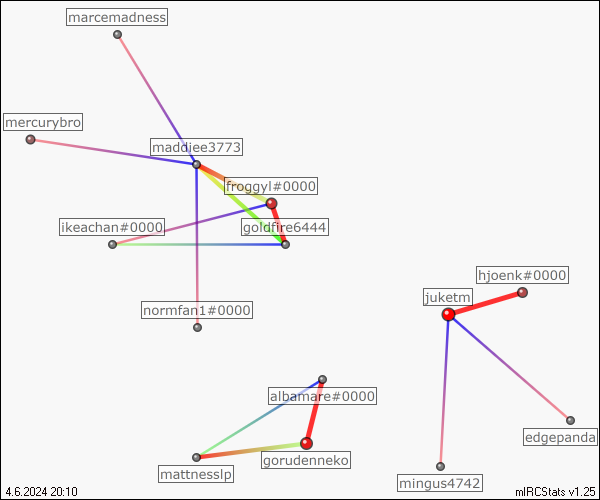 marcemadness
mercurybro
maddiee3773
froggyl#0000
ikeachan#0000
goldfire6444
hjoenk#0000
juketm
normfan1#0000
albamare#0000
edgepanda
gorudenneko
mattnesslp
mingus4742
4.6.2024 20:10
mIRCStats v1.25